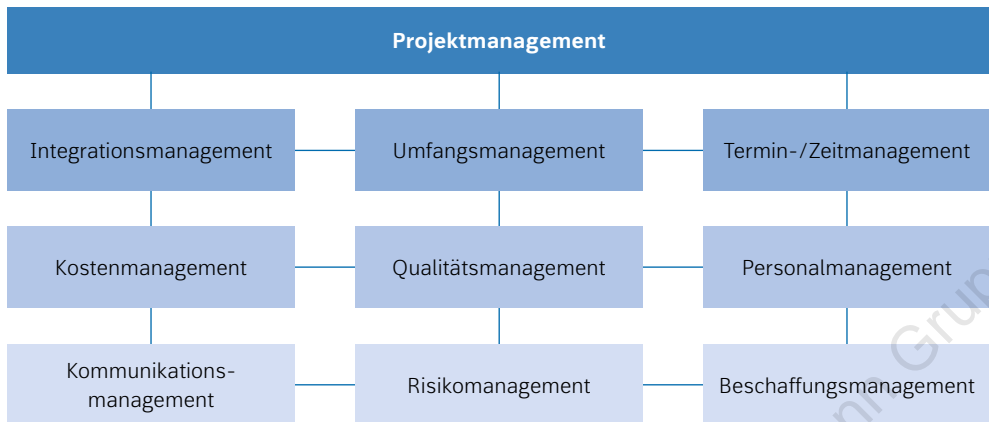 Projektmanagement
Integrationsmanagement
Umfangsmanagement
Termin-/Zeitmanagement
Kostenmanagement
Qualitätsmanagement
Personalmanagement
Kommunikations-
management
Risikomanagement
Beschaffungsmanagement